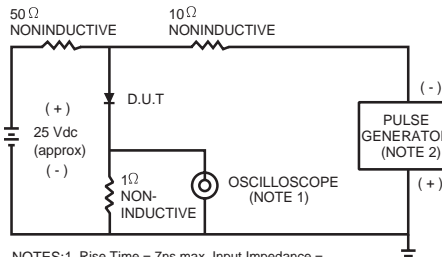 50Ω
NONINDUCTIVE
10Ω
NONINDUCTIVE
(+)
25 Vdc
(approx)
(-)
D.U.T
1Ω
NON-
INDUCTIVE
OSCILLOSCOPE
(NOTE 1)
(-)
PULSE
GENERATOR
(NOTE 2)
(+)
NOTES:1. Rise Time = 7ns max. Input Impedance =